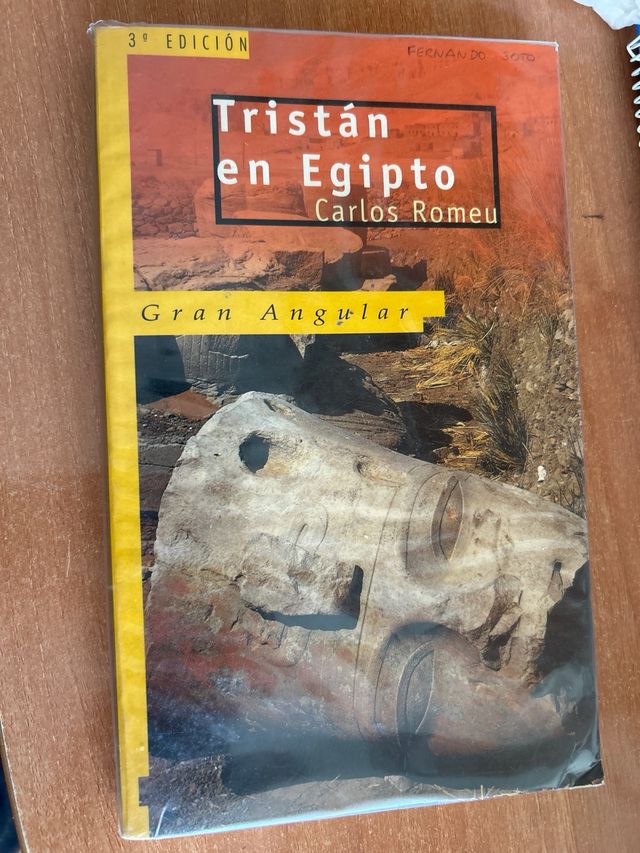 3ª EDICIÓN
FERNANDO SOTO
Tristán
en Egipto
Carlos Romeu
Gran Angular